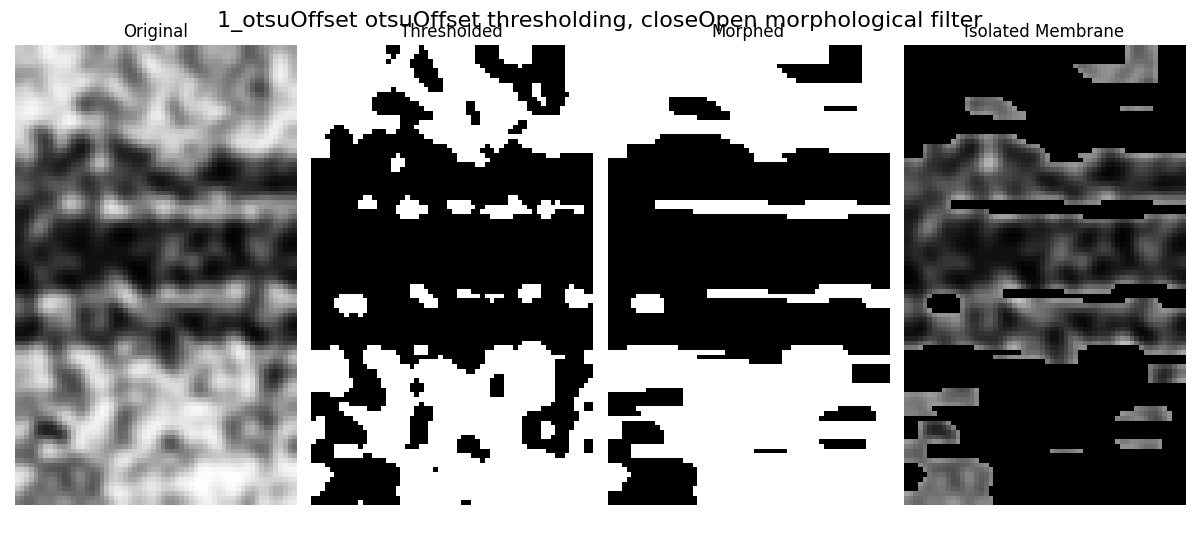 1_otsuOffset otsuOffset thresholding, closeOpen morphological filter
Original
Thresholded
Morphed
Isolated Membrane